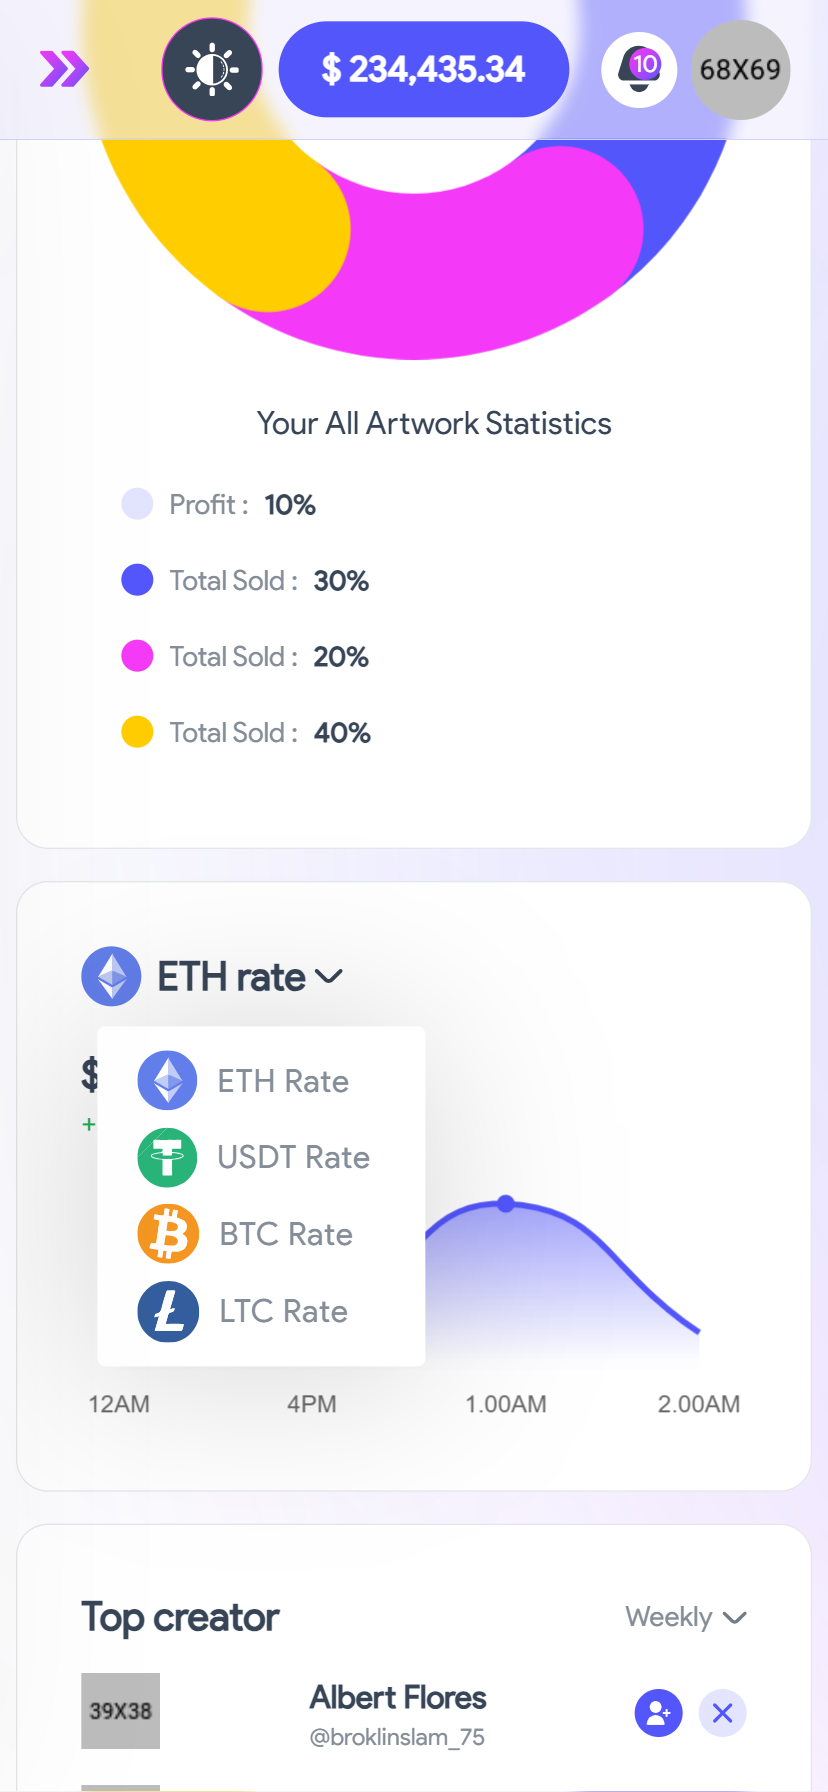 $ 234,435.34
10
68X69
Your All Artwork Statistics
Profit : 10%
Total Sold : 30%
Total Sold : 20%
Total Sold : 40%
ETH rate
$
+
ETH Rate
USDT Rate
BTC Rate
LTC Rate
12AM 4PM 1.00AM 2.00AM
Top creator
Weekly
39X38
Albert Flores
@broklinslam_75